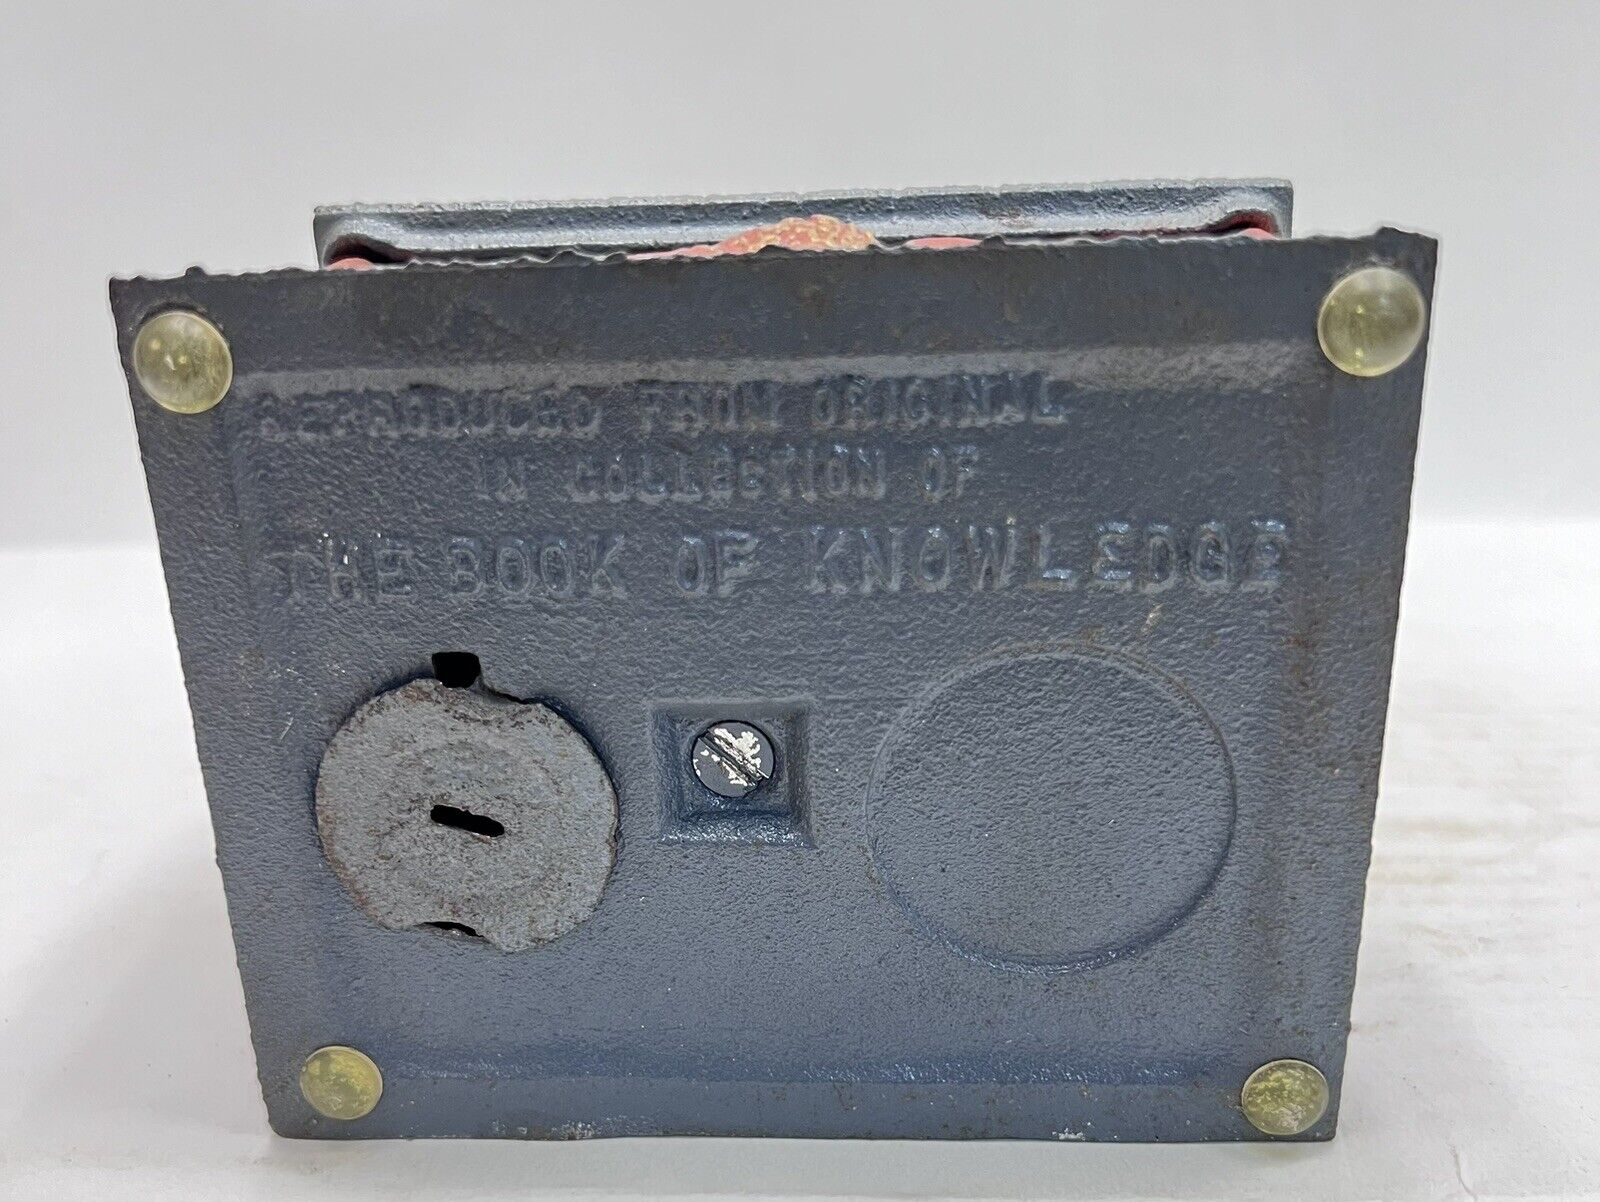 REPRODUCED FROM ORIGINAL
IN COLLECTION OF
THE BOOK OF KNOWLEDGE